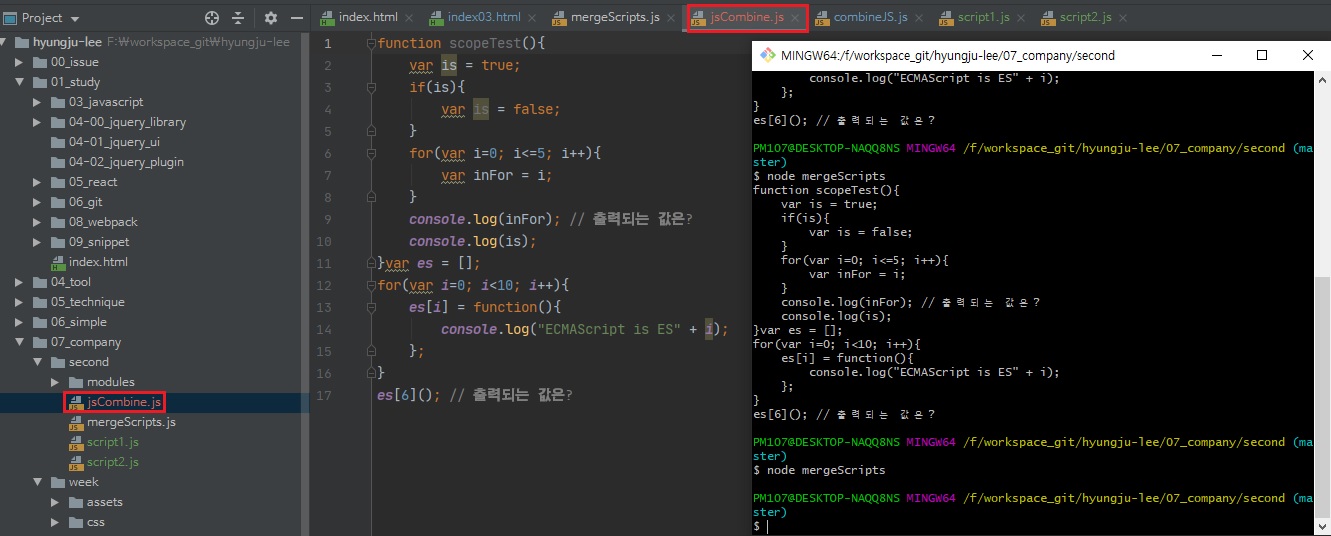 Project
index.html
index03.html
mergeScripts.js
jsCombine.js
combineJS.js
script1.js
script2.js
hyungju-lee F:₩workspace_git₩hyungju-lee
00_issue
01_study
03_javascript
04-00_jquery_library
04-01_jquery_ui
04-02_jquery_plugin
05_react
06_git
08_webpack
09_snippet
index.html
04_tool
05_technique
06_simple
07_company
second
modules
jsCombine.js
mergeScripts.js
script1.js
script2.js
week
assets
css
1 function scopeTest(){
2 var is = true;
3 if(is){
4 var is = false;
5 }
6 for(var i=0; i<=5; i++){
7 var inFor = i;
8 }
9 console.log(inFor); // 출력되는 값은?
10 console.log(is);
11 }var es = [];
12 for(var i=0; i<10; i++){
13 es[i] = function(){
14 console.log("ECMAScript is ES" + i);
15 };
16 }
17 es[6](); // 출력되는 값은?
MINGW64:/f/workspace_git/hyungju-lee/07_company/second
console.log("ECMAScript is ES" + i);
};
}
es[6](); // 출력되는 값은?
PM107@DESKTOP-NAQQ8NS MINGW64 /f/workspace_git/hyungju-lee/07_company/second (ma
ster)
$ node mergeScripts
function scopeTest(){
var is = true;
if(is){
var is = false;
}
for(var i=0; i<=5; i++){
var inFor = i;
}
console.log(inFor); // 출력되는 값은?
console.log(is);
}var es = [];
for(var i=0; i<10; i++){
es[i] = function(){
console.log("ECMAScript is ES" + i);
};
}
es[6](); // 출력되는 값은?
PM107@DESKTOP-NAQQ8NS MINGW64 /f/workspace_git/hyungju-lee/07_company/second (ma
ster)
$ node mergeScripts
PM107@DESKTOP-NAQQ8NS MINGW64 /f/workspace_git/hyungju-lee/07_company/second (ma
ster)
$